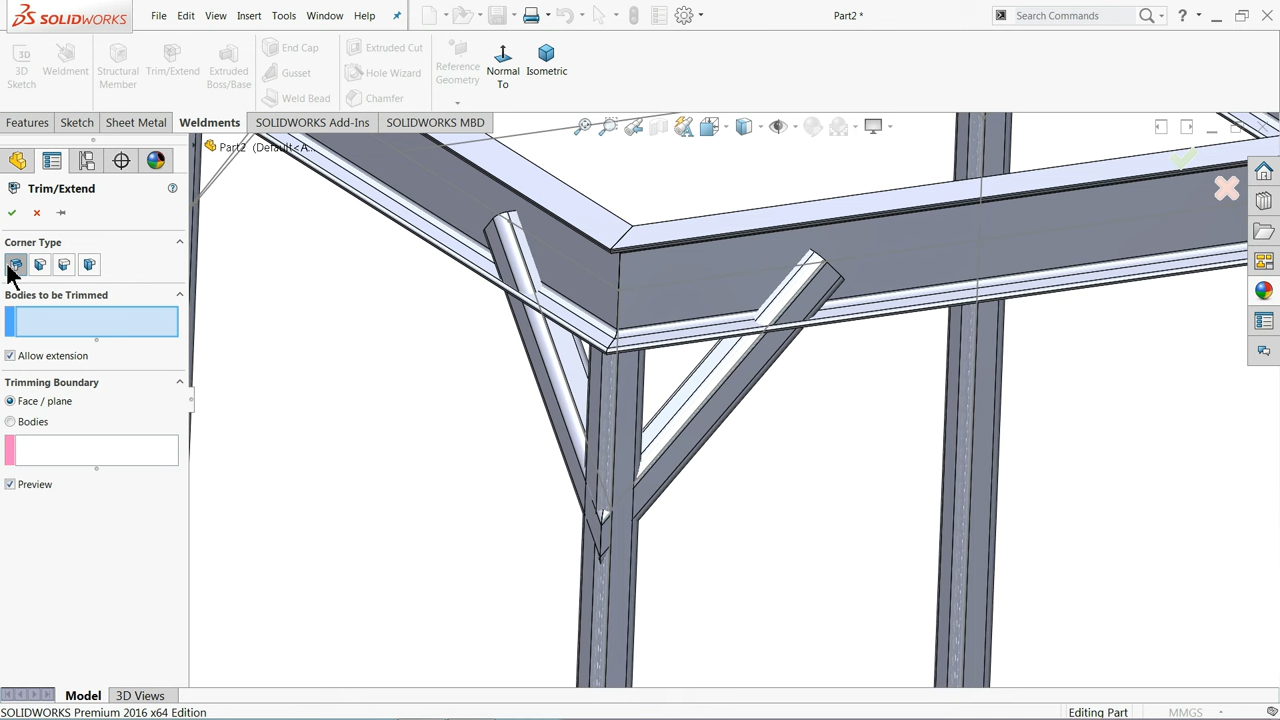 SOLIDWORKS
File Edit View Insert Tools Window Help
Part2 *
Search Commands
?
3D Sketch
Weldment
Structural Member
Trim/Extend
Extruded Boss/Base
End Cap
Gusset
Weld Bead
Extruded Cut
Hole Wizard
Chamfer
Reference Geometry
Normal To
Isometric
Features Sketch Sheet Metal Weldments SOLIDWORKS Add-Ins SOLIDWORKS MBD
Part2 (Default<A...
Trim/Extend
?
Corner Type
Bodies to be Trimmed
Allow extension
Trimming Boundary
Face / plane
Bodies
Preview
Model 3D Views
SOLIDWORKS Premium 2016 x64 Edition
Editing Part
MMGS